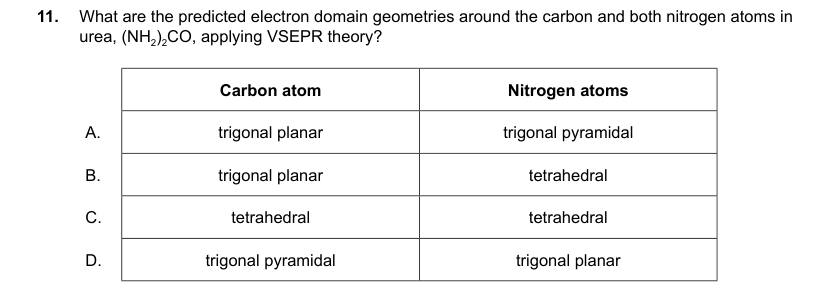 11. What are the predicted electron domain geometries around the carbon and both nitrogen atoms in
urea, (NH₂)₂CO, applying VSEPR theory?
Carbon atom Nitrogen atoms
A. trigonal planar trigonal pyramidal
B. trigonal planar tetrahedral
C. tetrahedral tetrahedral
D. trigonal pyramidal trigonal planar